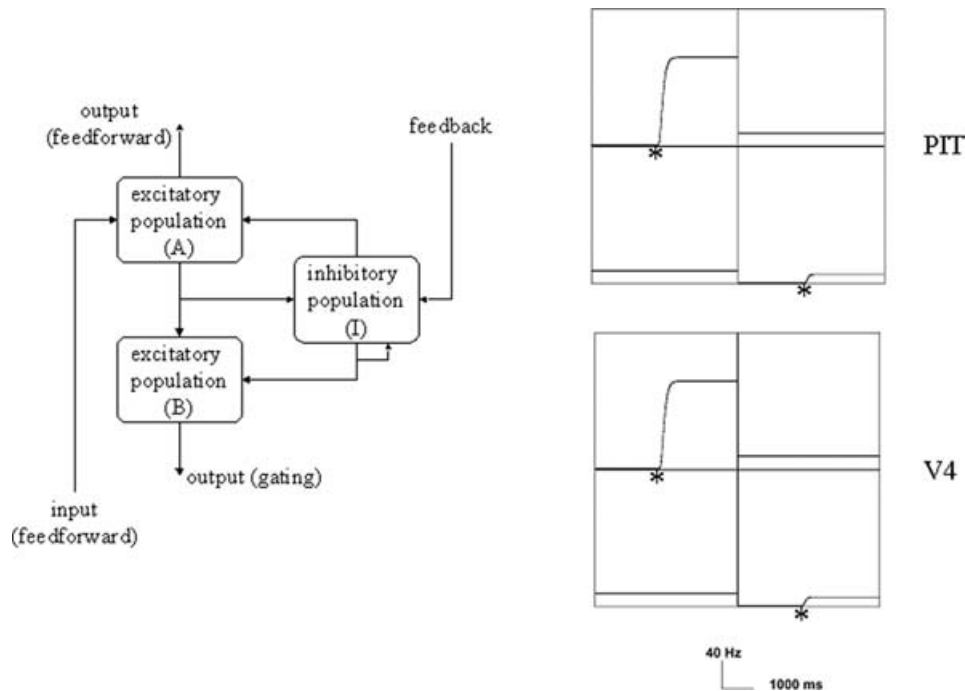 output
(feedforward)
feedback
excitatory
population
(A)
inhibitory
population
(I)
excitatory
population
(B)
output (gating)
input
(feedforward)
*
PIT
*
*
V4
*
40 Hz
1000 ms